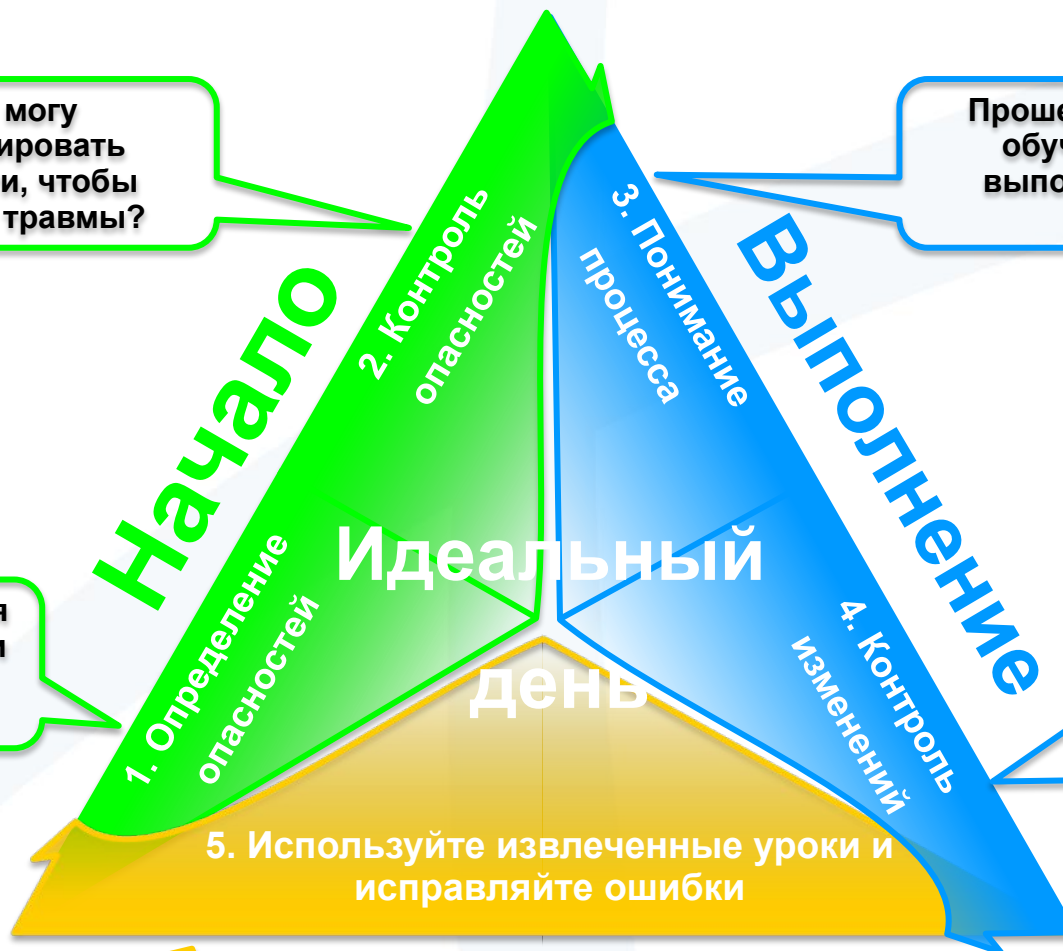 могу
ировать
и, чтобы
травмы?
Проше
обуч
выпо
Начало
2. Контроль
опасностей
3. Понимание
процесса
Выполнение
Идеальный
день
я
и
1. Определение
опасностей
4. Контроль
изменений
5. Используйте извлеченные уроки и
исправляйте ошибки